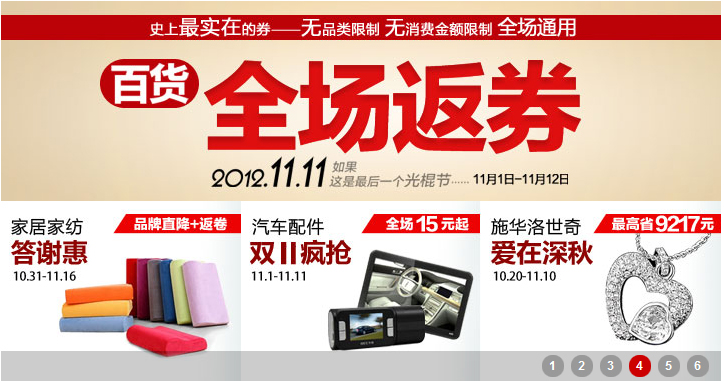 史上最实在的券——无品类限制 无消费金额限制 全场通用
百货 全场返券
2012.11.11 如果
这是最后一个光棍节…… 11月1日-11月12日
家居家纺 品牌直降+返卷
答谢惠
10.31-11.16
汽车配件 全场15元起
双11疯抢
11.1-11.11
施华洛世奇 最高省9217元
爱在深秋
10.20-11.10
1 2 3 4 5 6